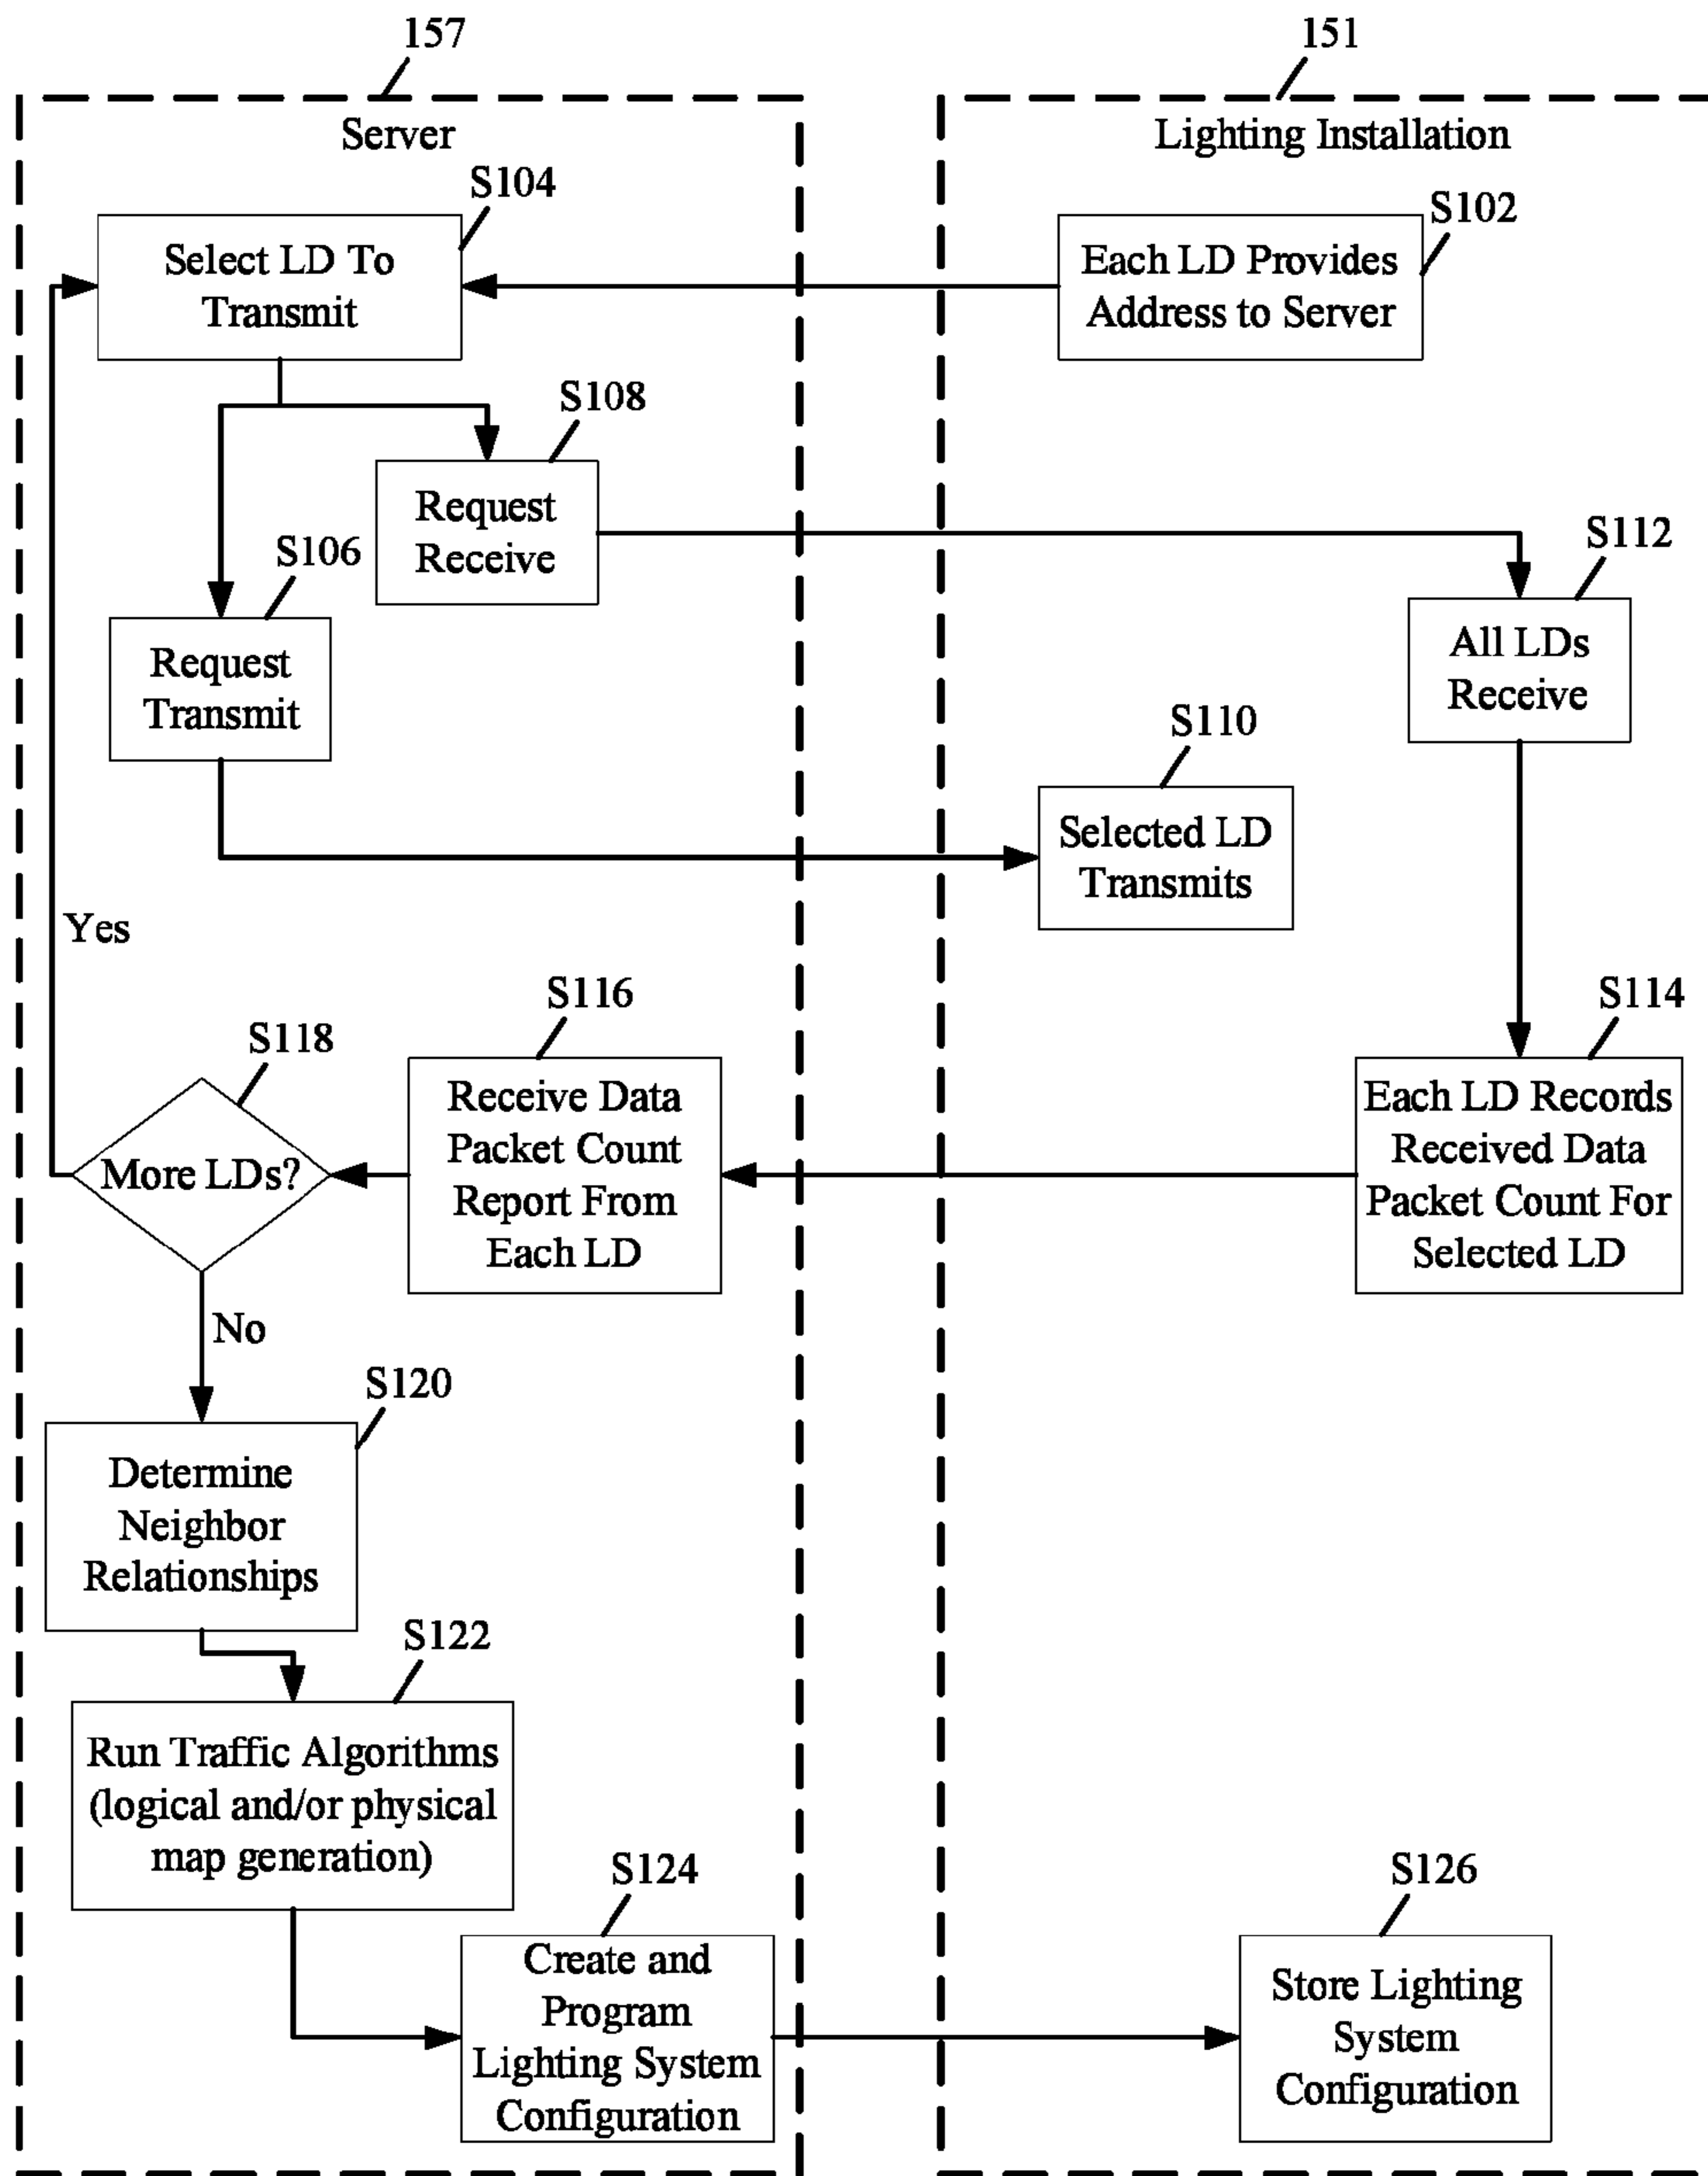 157
151
Server
Lighting Installation
S104
S102
Select LD To
Transmit
Each LD Provides
Address to Server
S108
Request
Receive
S112
S106
All LDs
Receive
Request
Transmit
S110
Selected LD
Transmits
Yes
S116
S114
S118
Receive Data
Packet Count
Report From
Each LD
Each LD Records
Received Data
Packet Count For
Selected LD
More LDs?
No
S120
Determine
Neighbor
Relationships
S122
Run Traffic Algorithms
(logical and/or physical
map generation)
S124
S126
Create and
Program
Lighting System
Configuration
Store Lighting
System
Configuration